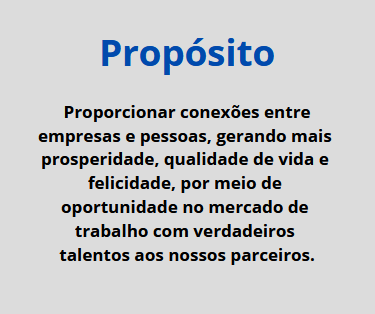 Propósito
Proporcionar conexões entre
empresas e pessoas, gerando mais
prosperidade, qualidade de vida e
felicidade, por meio de
oportunidade no mercado de
trabalho com verdadeiros
talentos aos nossos parceiros.